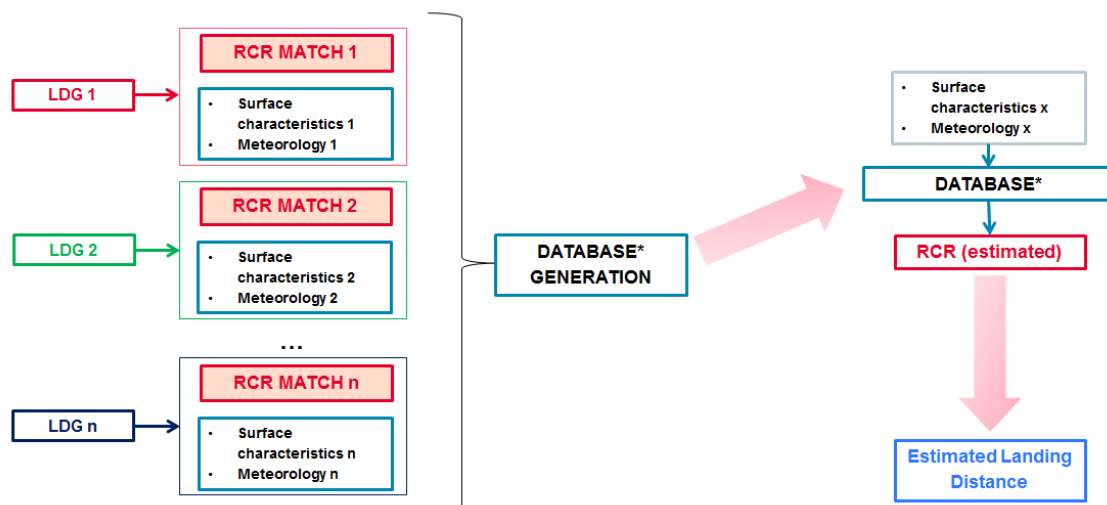 LDG 1
RCR MATCH 1
• Surface
characteristics 1
• Meteorology 1
LDG 2
RCR MATCH 2
• Surface
characteristics 2
• Meteorology 2
...
LDG n
RCR MATCH n
• Surface
characteristics n
• Meteorology n
DATABASE*
GENERATION
• Surface
characteristics x
• Meteorology x
DATABASE*
RCR (estimated)
Estimated Landing
Distance